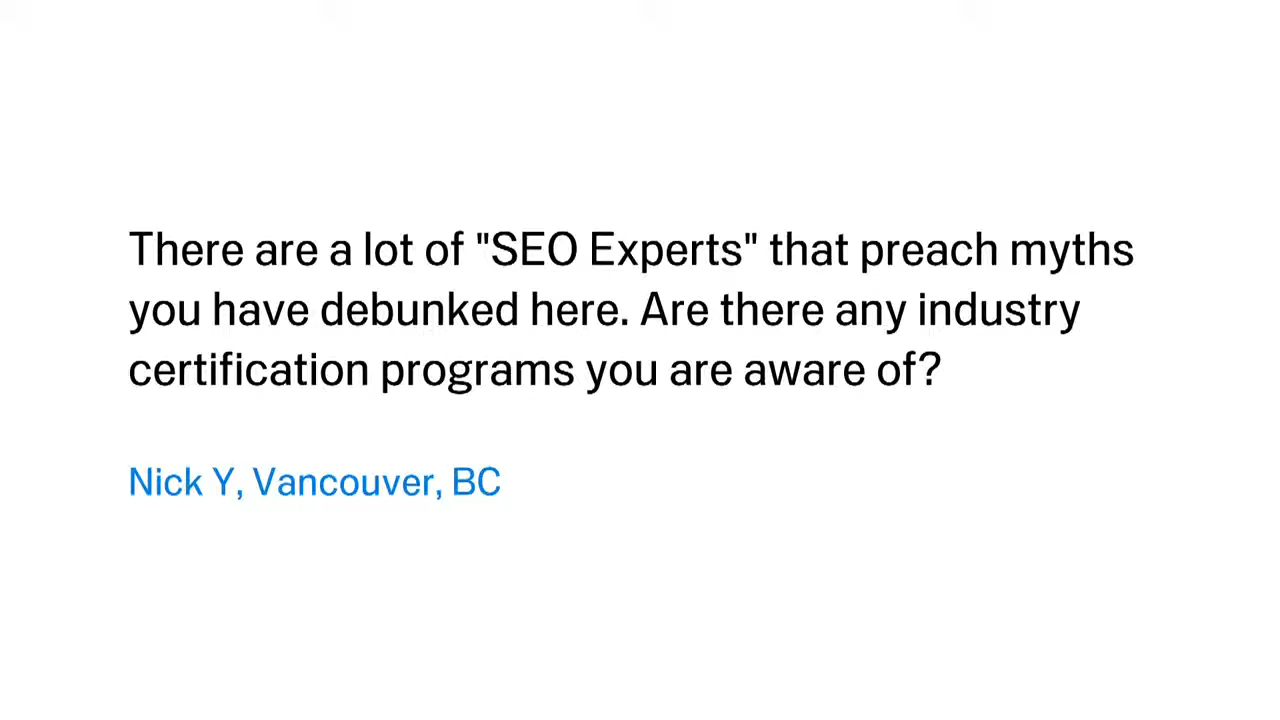 There are a lot of "SEO Experts" that preach myths
you have debunked here. Are there any industry
certification programs you are aware of?
Nick Y, Vancouver, BC